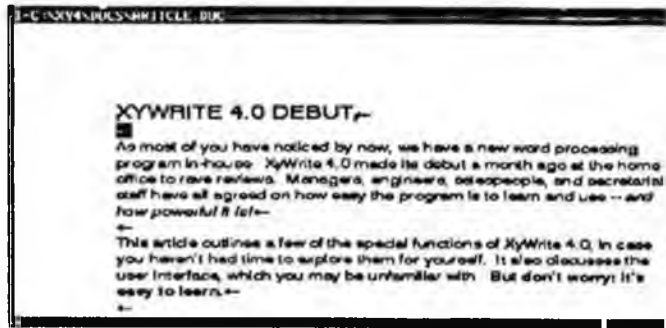 1-C:\XY4\DOCS\ARTICLE.DOC
XYWRITE 4.0 DEBUT←
←
As most of you have noticed by now, we have a new word processing
program in-house. XyWrite 4.0 made its debut a month ago at the home
office to rave reviews. Managers, engineers, salespeople, and secretarial
staff have all agreed on how easy the program is to learn and use -- and
how powerful it is!←
←
This article outlines a few of the special functions of XyWrite 4.0, in case
you haven't had time to explore them for yourself. It also discusses the
user interface, which you may be unfamiliar with. But don't worry: it's
easy to learn.←
←